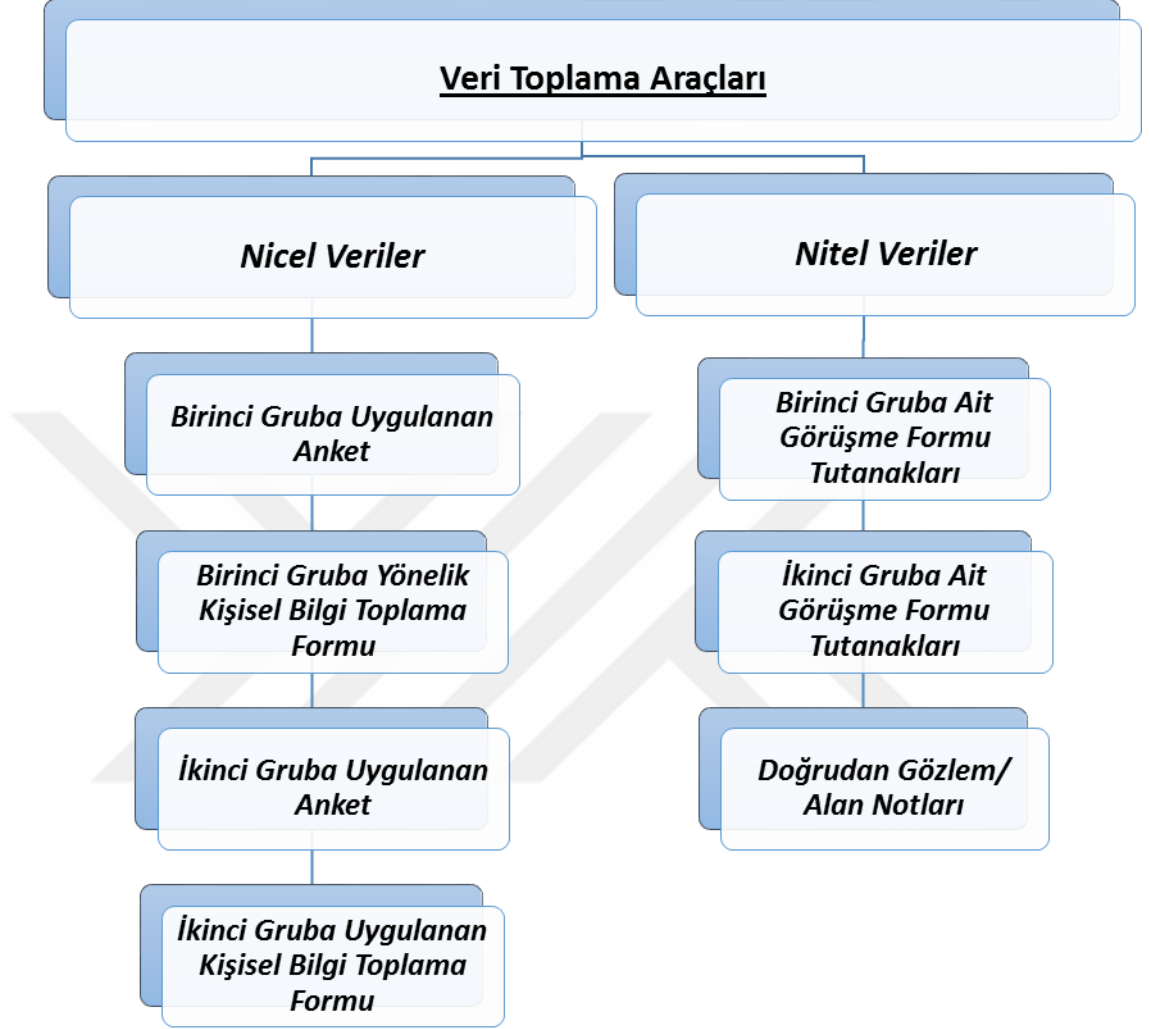 Veri Toplama Araçları
Nicel Veriler
Birinci Gruba Uygulanan
Anket
Birinci Gruba Yönelik
Kişisel Bilgi Toplama
Formu
İkinci Gruba Uygulanan
Anket
İkinci Gruba Uygulanan
Kişisel Bilgi Toplama
Formu
Nitel Veriler
Birinci Gruba Ait
Görüşme Formu
Tutanakları
İkinci Gruba Ait
Görüşme Formu
Tutanakları
Doğrudan Gözlem/
Alan Notları